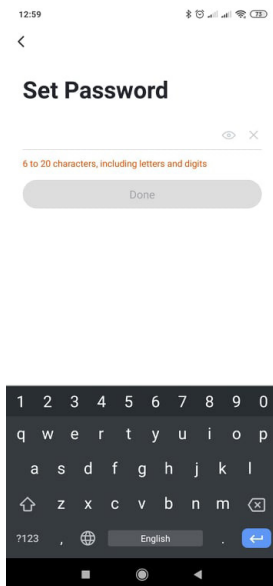 12:59
73
Set Password
6 to 20 characters, including letters and digits
Done
1 2 3 4 5 6 7 8 9 0
q w e r t y u i o p
a s d f g h j k l
z x c v b n m
?123 , English .